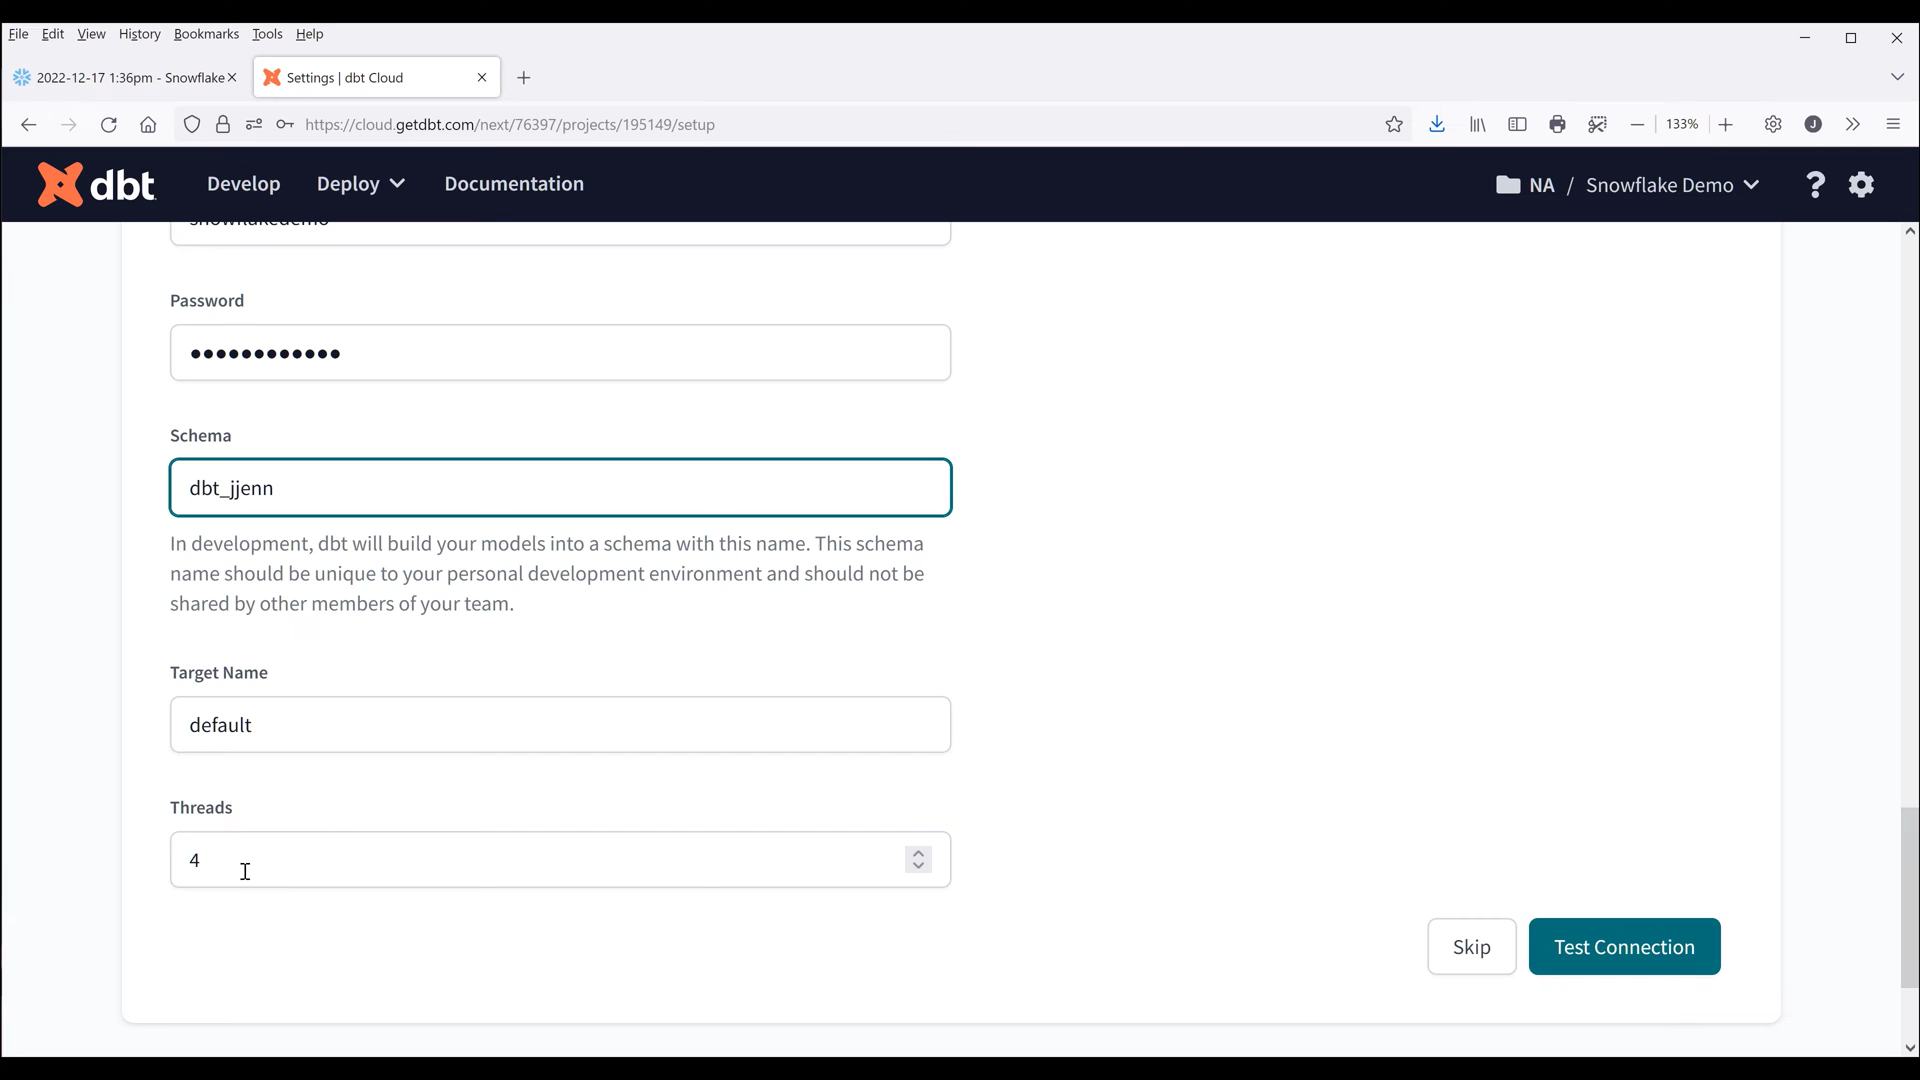 File Edit View History Bookmarks Tools Help
2022-12-17 1:36pm - Snowflake
Settings | dbt Cloud
https://cloud.getdbt.com/next/76397/projects/195149/setup
133%
J
dbt
Develop
Deploy
Documentation
NA / Snowflake Demo
snowflakedemo
Password
●●●●●●●●●●●●
Schema
dbt_jjenn
In development, dbt will build your models into a schema with this name. This schema
name should be unique to your personal development environment and should not be
shared by other members of your team.
Target Name
default
Threads
4
Skip
Test Connection